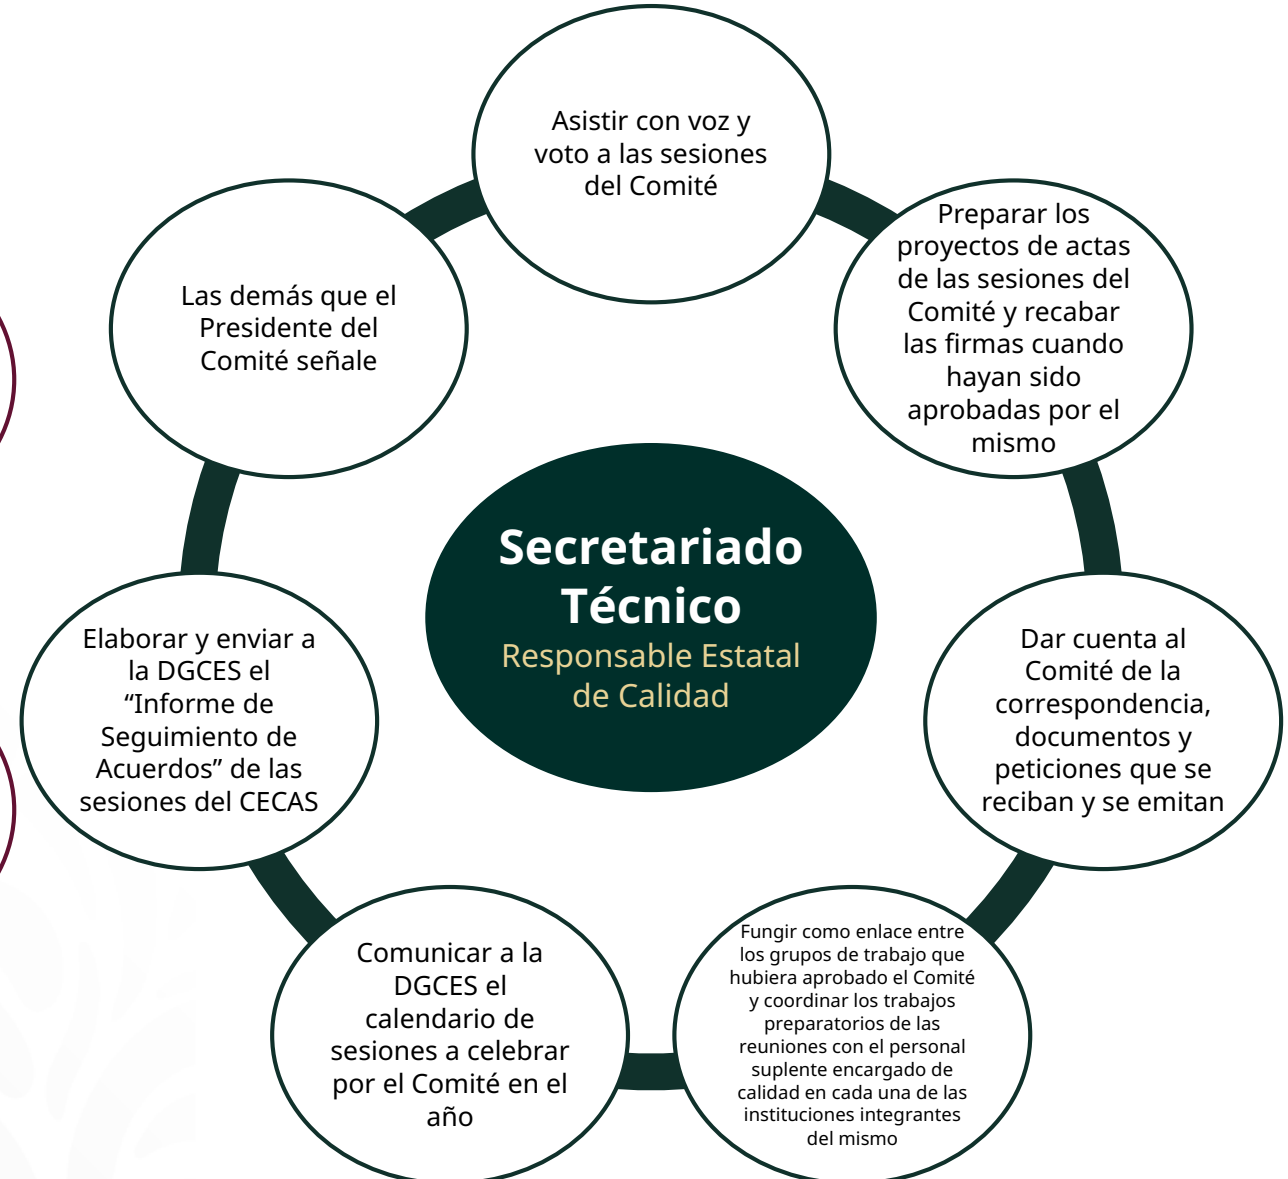 Asistir con voz y
voto a las sesiones
del Comité
Preparar los
proyectos de actas
de las sesiones del
Comité y recabar
las firmas cuando
hayan sido
aprobadas por el
mismo
Dar cuenta al
Comité de la
correspondencia,
documentos y
peticiones que se
reciban y se emitan
Fungir como enlace entre
los grupos de trabajo que
hubiera aprobado el Comité
y coordinar los trabajos
preparatorios de las
reuniones con el personal
suplente encargado de
calidad en cada una de las
instituciones integrantes
del mismo
Comunicar a la
DGCES el
calendario de
sesiones a celebrar
por el Comité en el
año
Elaborar y enviar a
la DGCES el
“Informe de
Seguimiento de
Acuerdos” de las
sesiones del CECAS
Las demás que el
Presidente del
Comité señale
Secretariado
Técnico
Responsable Estatal
de Calidad